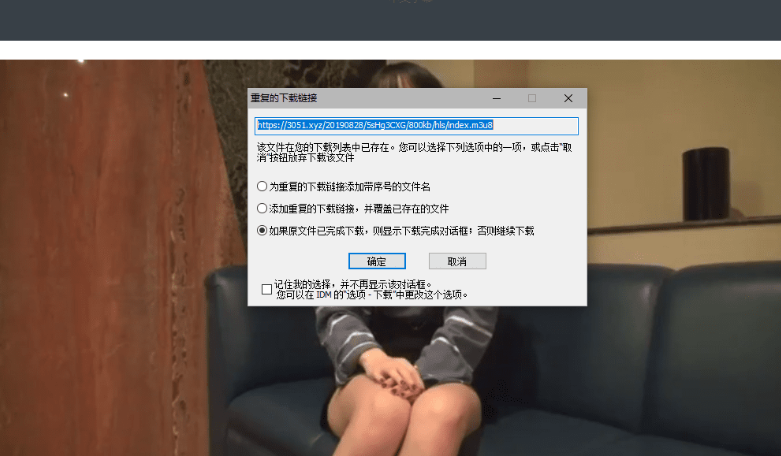 重复的下载链接
https://3051.xyz/20190828/5sHg3CXG/800kb/hls/index.m3u8
该文件在您的下载列表中已存在。您可以选择下列选项中的一项，或点击"取
消"按钮放弃下载该文件
为重复的下载链接添加带序号的文件名
添加重复的下载链接，并覆盖已存在的文件
如果原文件已完成下载，则显示下载完成对话框；否则继续下载
确定 取消
记住我的选择，并不再显示该对话框。
您可以在 IDM 的"选项 - 下载"中更改这个选项。